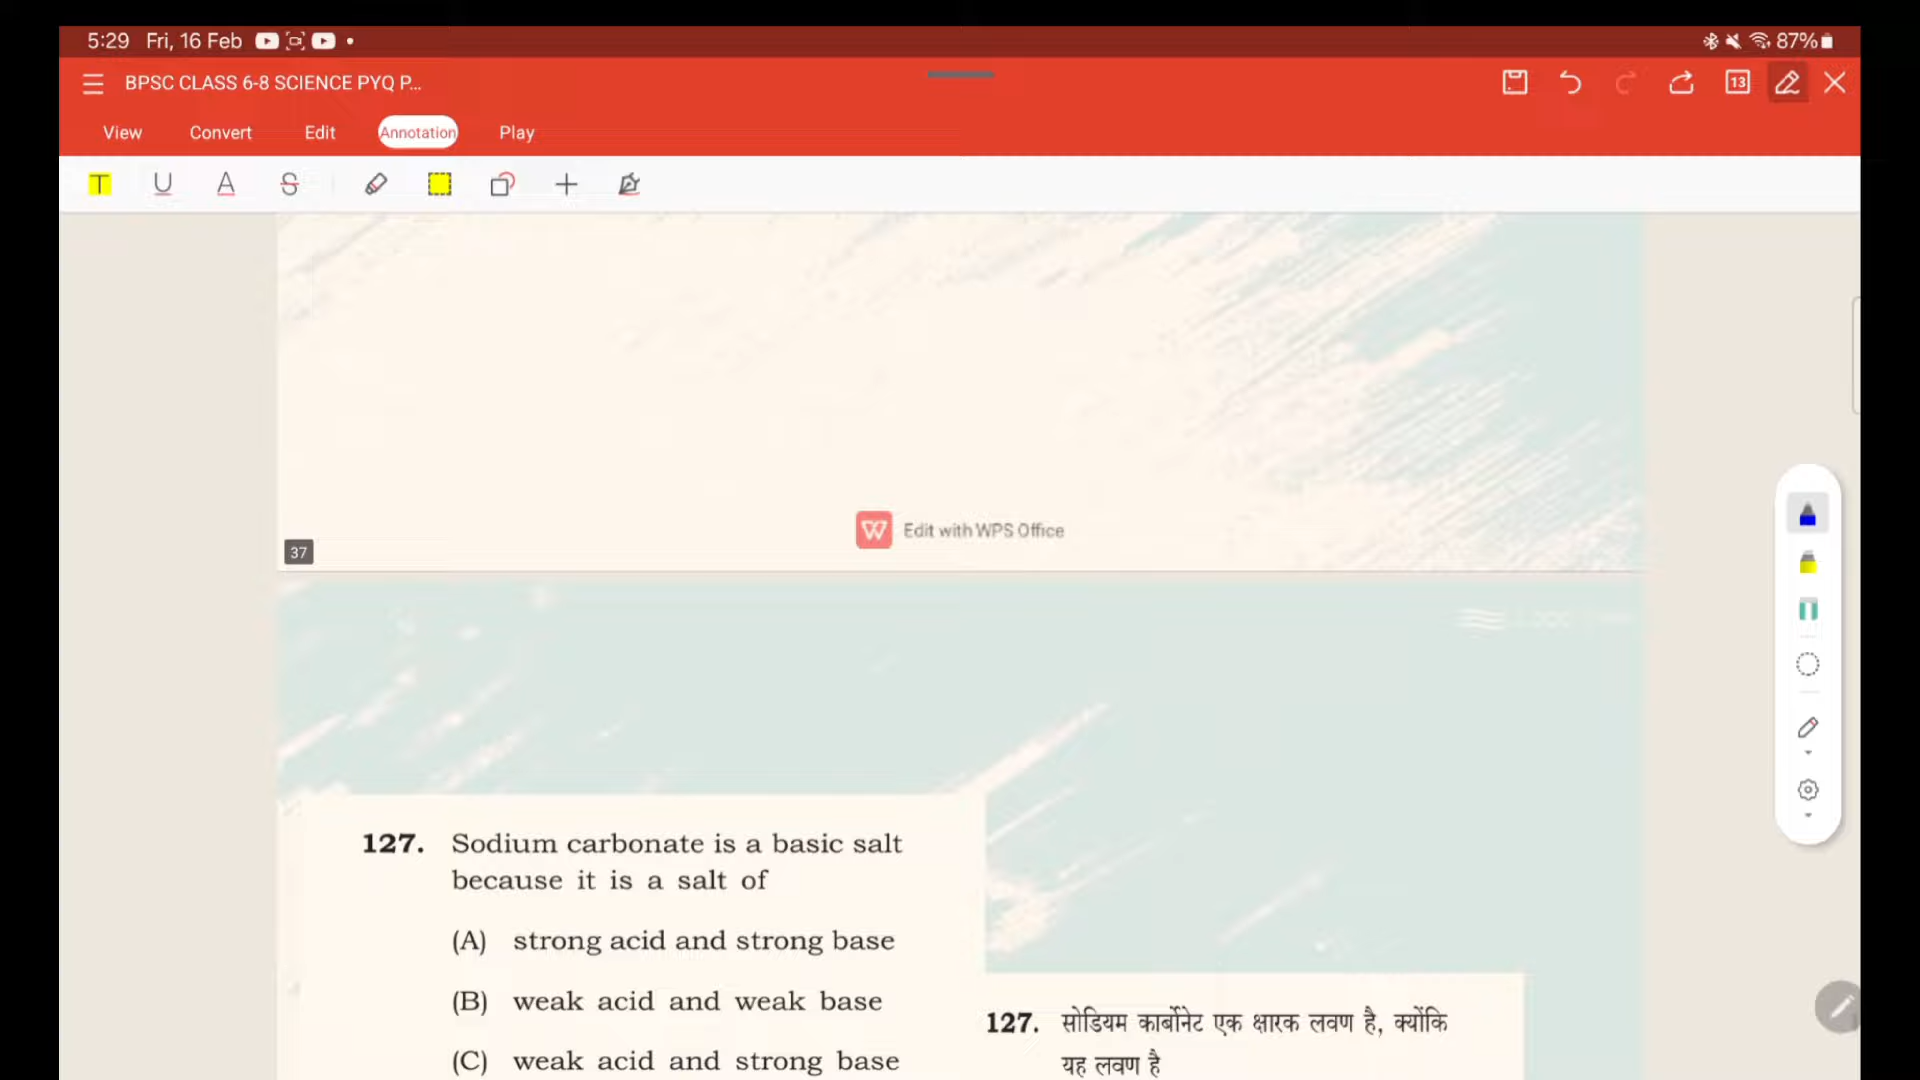 5:29 Fri, 16 Feb
87%
BPSC CLASS 6-8 SCIENCE PYQ P...
13
View Convert Edit Annotation Play
T U A S
Edit with WPS Office
37
127. Sodium carbonate is a basic salt
because it is a salt of
(A) strong acid and strong base
(B) weak acid and weak base
(C) weak acid and strong base
127. सोडियम कार्बोनेट एक क्षारक लवण है, क्योंकि
यह लवण है